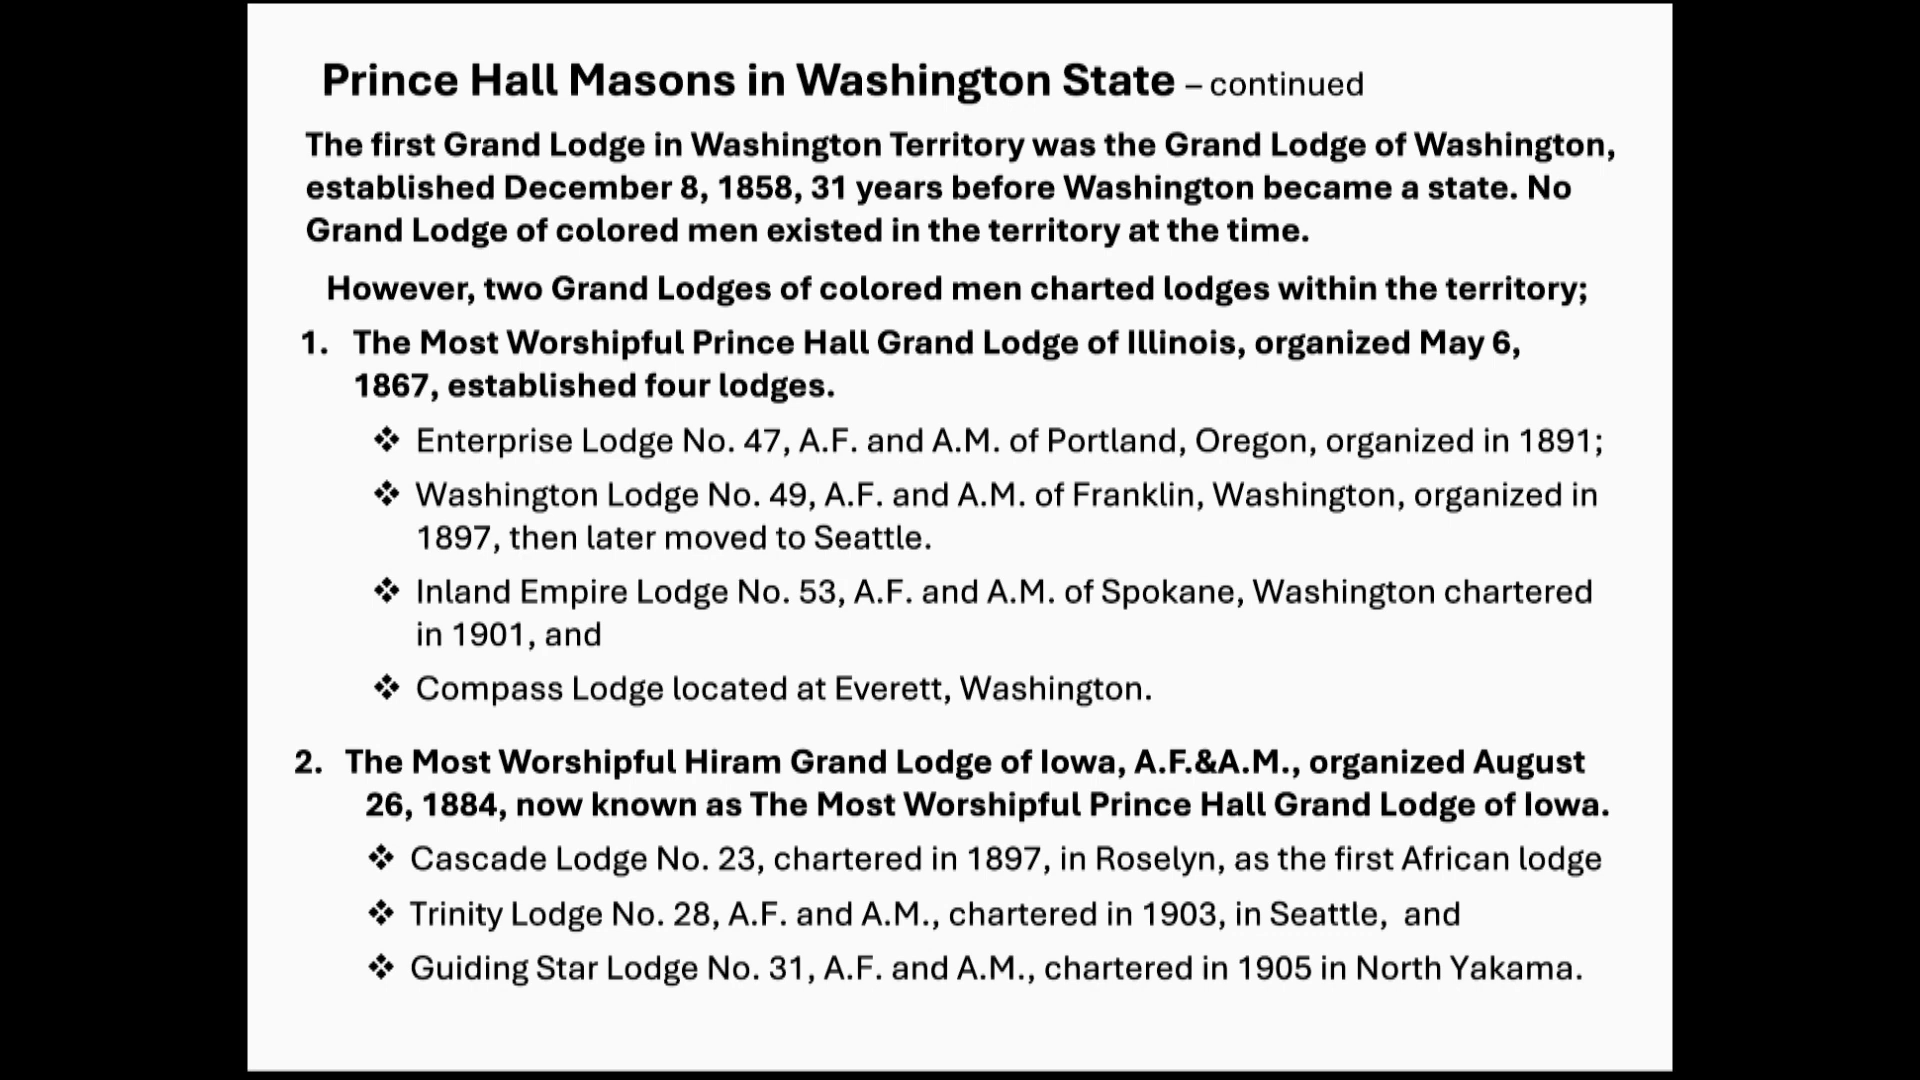 Prince Hall Masons in Washington State – continued
The first Grand Lodge in Washington Territory was the Grand Lodge of Washington,
established December 8, 1858, 31 years before Washington became a state. No
Grand Lodge of colored men existed in the territory at the time.
However, two Grand Lodges of colored men charted lodges within the territory;
1. The Most Worshipful Prince Hall Grand Lodge of Illinois, organized May 6,
1867, established four lodges.
❖ Enterprise Lodge No. 47, A.F. and A.M. of Portland, Oregon, organized in 1891;
❖ Washington Lodge No. 49, A.F. and A.M. of Franklin, Washington, organized in
1897, then later moved to Seattle.
❖ Inland Empire Lodge No. 53, A.F. and A.M. of Spokane, Washington chartered
in 1901, and
❖ Compass Lodge located at Everett, Washington.
2. The Most Worshipful Hiram Grand Lodge of Iowa, A.F.&A.M., organized August
26, 1884, now known as The Most Worshipful Prince Hall Grand Lodge of Iowa.
❖ Cascade Lodge No. 23, chartered in 1897, in Roselyn, as the first African lodge
❖ Trinity Lodge No. 28, A.F. and A.M., chartered in 1903, in Seattle, and
❖ Guiding Star Lodge No. 31, A.F. and A.M., chartered in 1905 in North Yakama.